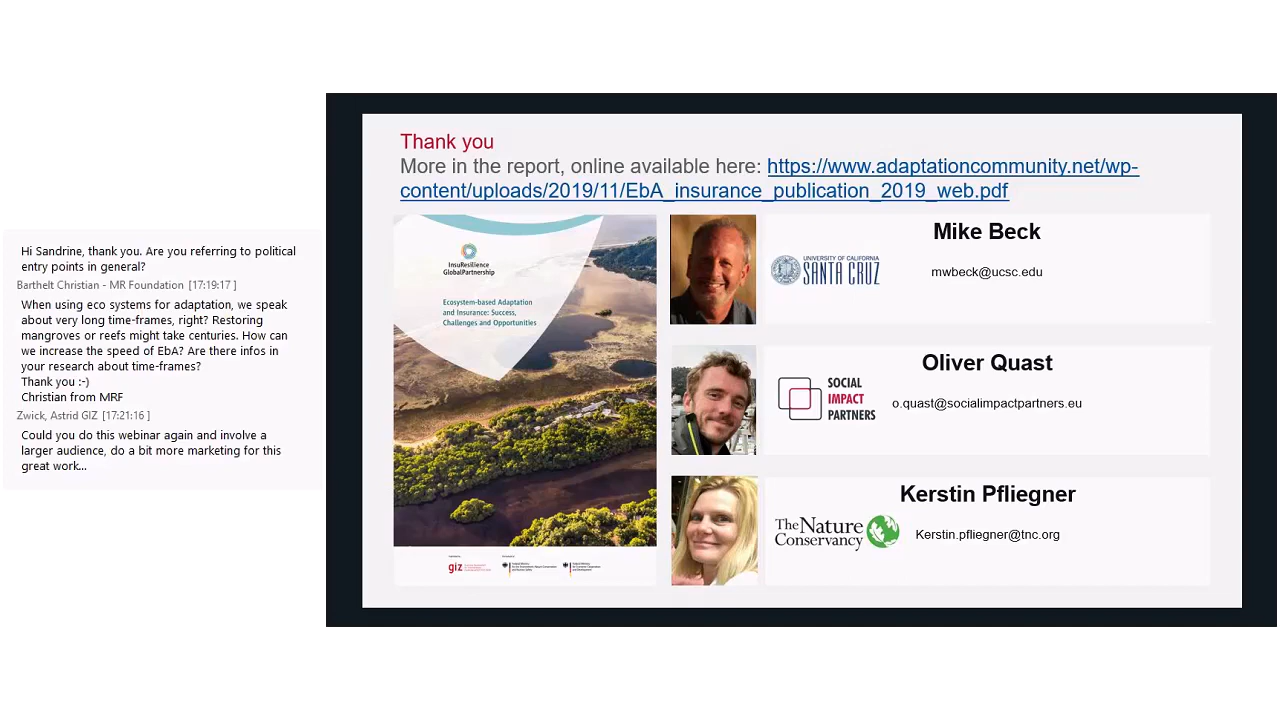 Hi Sandrine, thank you. Are you referring to political
entry points in general?
Barthelt Christian - MR Foundation [17:19:17 ]
When using eco systems for adaptation, we speak
about very long time-frames, right? Restoring
mangroves or reefs might take centuries. How can
we increase the speed of EbA? Are there infos in
your research about time-frames?
Thank you :-)
Christian from MRF
Zwick, Astrid GIZ [17:21:16 ]
Could you do this webinar again and involve a
larger audience, do a bit more marketing for this
great work...
Thank you
More in the report, online available here: https://www.adaptationcommunity.net/wp-
content/uploads/2019/11/EbA_insurance_publication_2019_web.pdf
InsuResilience
GlobalPartnership
Ecosystem-based Adaptation
and Insurance: Success,
Challenges and Opportunities
giz
Mike Beck
UNIVERSITY OF CALIFORNIA
SANTA CRUZ
mwbeck@ucsc.edu
Oliver Quast
SOCIAL
IMPACT
PARTNERS
o.quast@socialimpactpartners.eu
Kerstin Pfliegner
The Nature
Conservancy
Kerstin.pfliegner@tnc.org